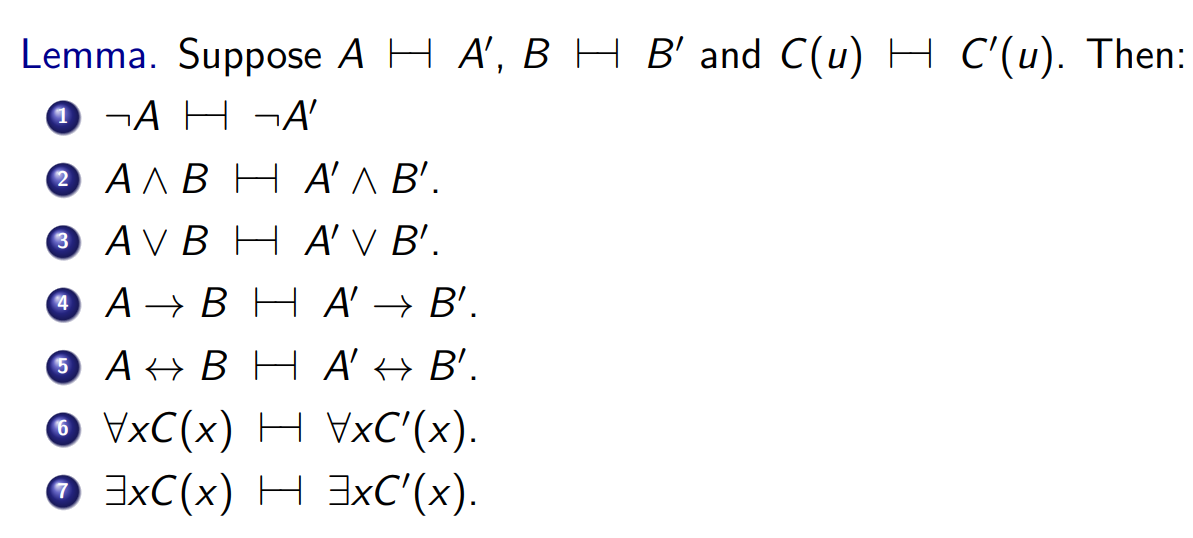 Lemma. Suppose A ⊢⊣ A′, B ⊢⊣ B′ and C(u) ⊢⊣ C′(u). Then:
1 ¬A ⊢⊣ ¬A′
2 A ∧ B ⊢⊣ A′ ∧ B′.
3 A ∨ B ⊢⊣ A′ ∨ B′.
4 A → B ⊢⊣ A′ → B′.
5 A ↔ B ⊢⊣ A′ ↔ B′.
6 ∀xC(x) ⊢⊣ ∀xC′(x).
7 ∃xC(x) ⊢⊣ ∃xC′(x).